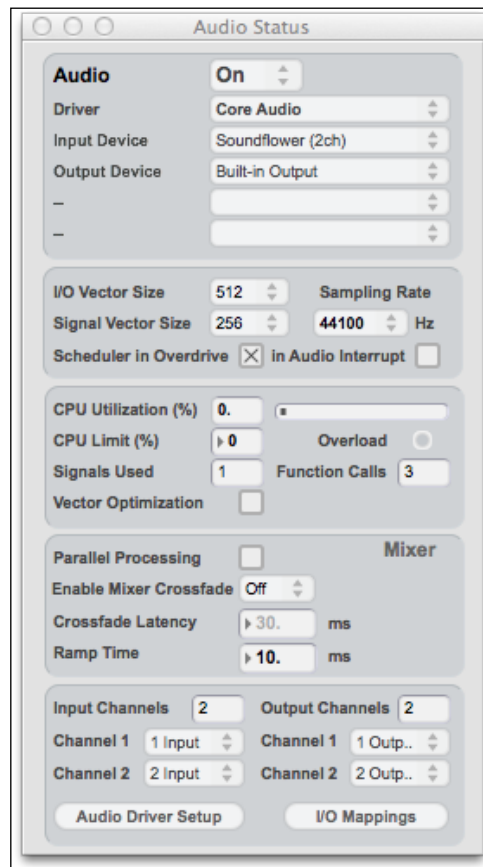 Audio Status
Audio On
Driver Core Audio
Input Device Soundflower (2ch)
Output Device Built-in Output
–
–
I/O Vector Size 512 Sampling Rate
Signal Vector Size 256 44100 Hz
Scheduler in Overdrive in Audio Interrupt
CPU Utilization (%) 0.
CPU Limit (%) 0 Overload
Signals Used 1 Function Calls 3
Vector Optimization
Parallel Processing Mixer
Enable Mixer Crossfade Off
Crossfade Latency 30. ms
Ramp Time 10. ms
Input Channels 2 Output Channels 2
Channel 1 1 Input Channel 1 1 Outp..
Channel 2 2 Input Channel 2 2 Outp..
Audio Driver Setup I/O Mappings